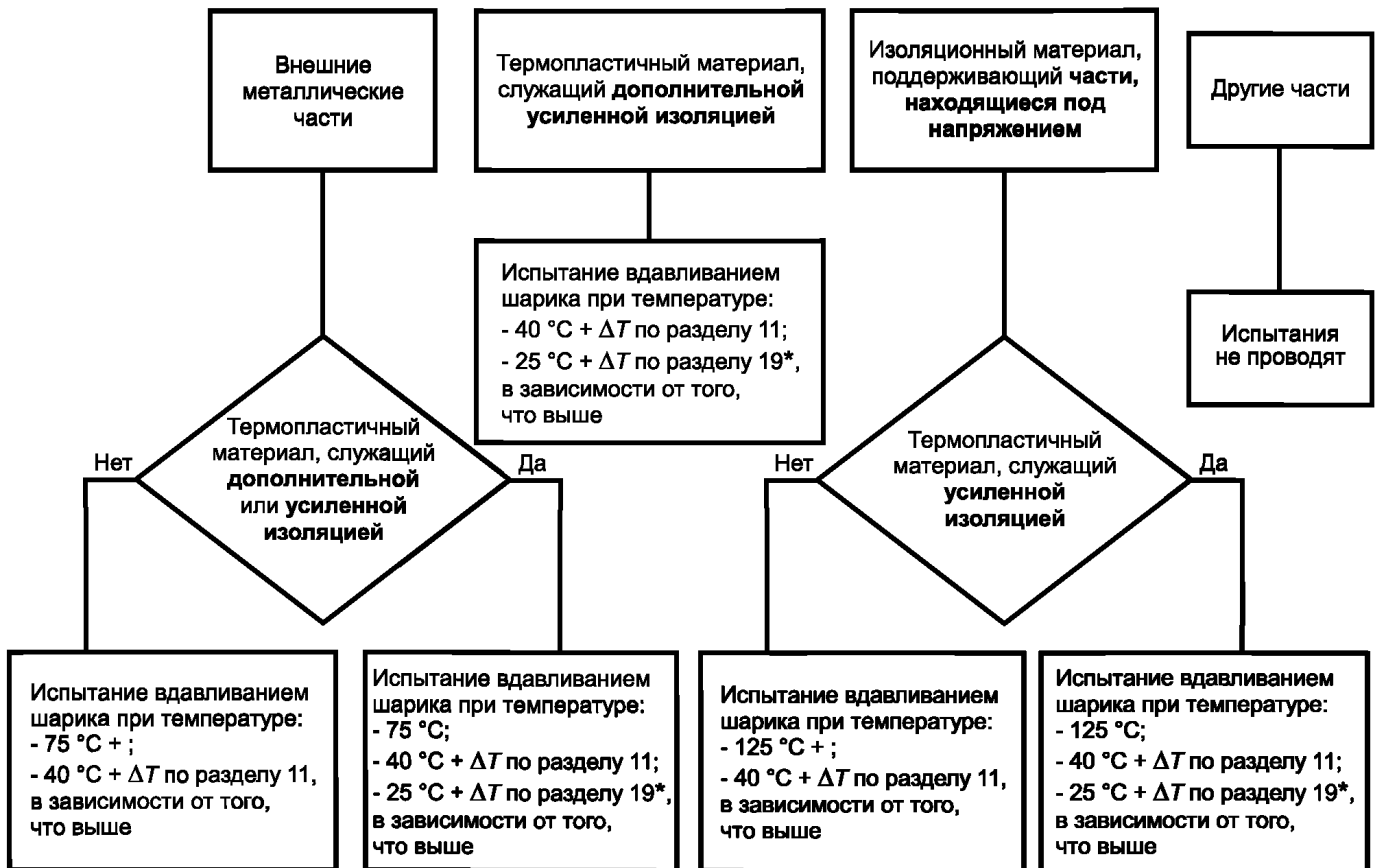 Внешние
металлические
части
Термопластичный материал,
служащий дополнительной
усиленной изоляцией
Изоляционный материал,
поддерживающий части,
находящиеся под
напряжением
Другие части
Испытание вдавливанием
шарика при температуре:
- 40 °С + ΔT по разделу 11;
- 25 °С + ΔT по разделу 19*,
в зависимости от того,
что выше
Испытания
не проводят
Нет
Термопластичный
материал, служащий
дополнительной
или усиленной
изоляцией
Да
Нет
Термопластичный
материал, служащий
усиленной
изоляцией
Да
Испытание вдавливанием
шарика при температуре:
- 75 °С + ;
- 40 °С + ΔT по разделу 11,
в зависимости от того,
что выше
Испытание вдавливанием
шарика при температуре:
- 75 °С;
- 40 °С + ΔT по разделу 11;
- 25 °С + ΔT по разделу 19*,
в зависимости от того,
что выше
Испытание вдавливанием
шарика при температуре:
- 125 °С + ;
- 40 °С + ΔT по разделу 11,
в зависимости от того,
что выше
Испытание вдавливанием
шарика при температуре:
- 125 °С;
- 40 °С + ΔT по разделу 11;
- 25 °С + ΔT по разделу 19*,
в зависимости от того,
что выше